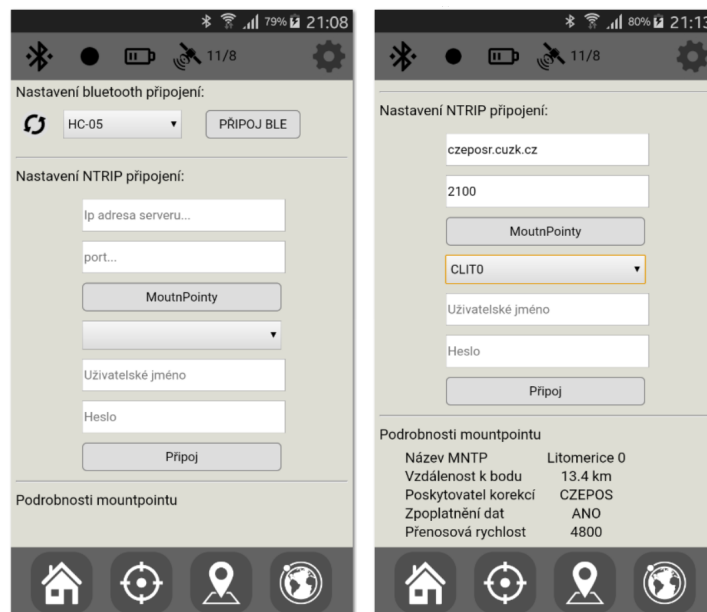 79% 21:08
11/8
Nastavení bluetooth připojení:
HC-05 PŘIPOJ BLE
Nastavení NTRIP připojení:
Ip adresa serveru...
port...
MoutnPointy
Uživatelské jméno
Heslo
Připoj
Podrobnosti mountpointu
80% 21:13
11/8
Nastavení NTRIP připojení:
czeposr.cuzk.cz
2100
MoutnPointy
CLIT0
Uživatelské jméno
Heslo
Připoj
Podrobnosti mountpointu
Název MNTP Litomerice 0
Vzdálenost k bodu 13.4 km
Poskytovatel korekcí CZEPOS
Zpoplatnění dat ANO
Přenosová rychlost 4800